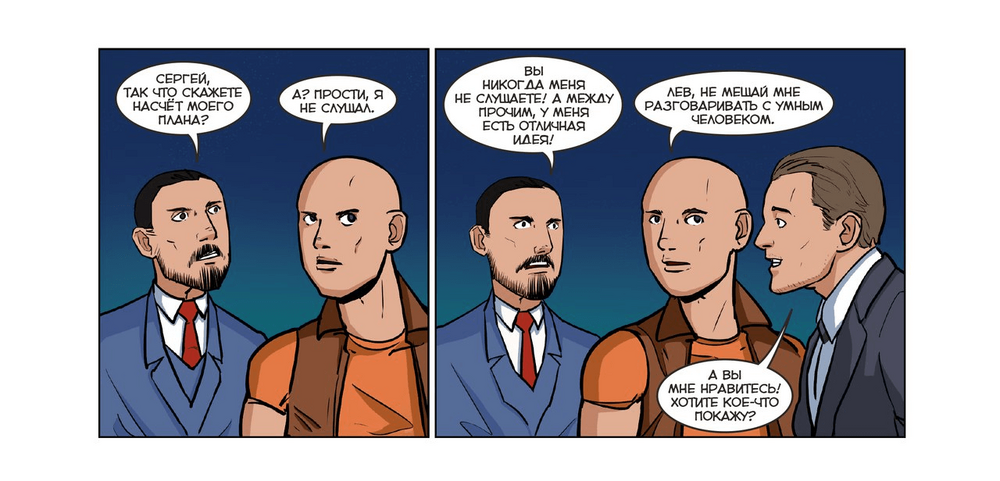 СЕРГЕЙ,
ТАК ЧТО СКАЖЕТЕ
НАСЧЁТ МОЕГО
ПЛАНА?
А? ПРОСТИ, Я
НЕ СЛУШАЛ.
ВЫ
НИКОГДА МЕНЯ
НЕ СЛУШАЕТЕ! А МЕЖДУ
ПРОЧИМ, У МЕНЯ
ЕСТЬ ОТЛИЧНАЯ
ИДЕЯ!
ЛЕВ, НЕ МЕШАЙ МНЕ
РАЗГОВАРИВАТЬ С УМНЫМ
ЧЕЛОВЕКОМ.
А ВЫ
МНЕ НРАВИТЕСЬ!
ХОТИТЕ КОЕ-ЧТО
ПОКАЖУ?